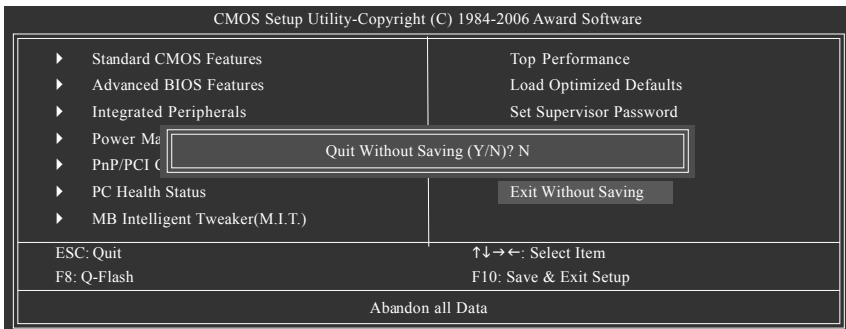 CMOS Setup Utility-Copyright (C) 1984-2006 Award Software
Standard CMOS Features
Advanced BIOS Features
Integrated Peripherals
Power Ma
PnP/PCI
PC Health Status
MB Intelligent Tweaker(M.I.T.)
Top Performance
Load Optimized Defaults
Set Supervisor Password
Quit Without Saving (Y/N)? N
Exit Without Saving
ESC: Quit
↑↓→←: Select Item
F8: Q-Flash
F10: Save & Exit Setup
Abandon all Data